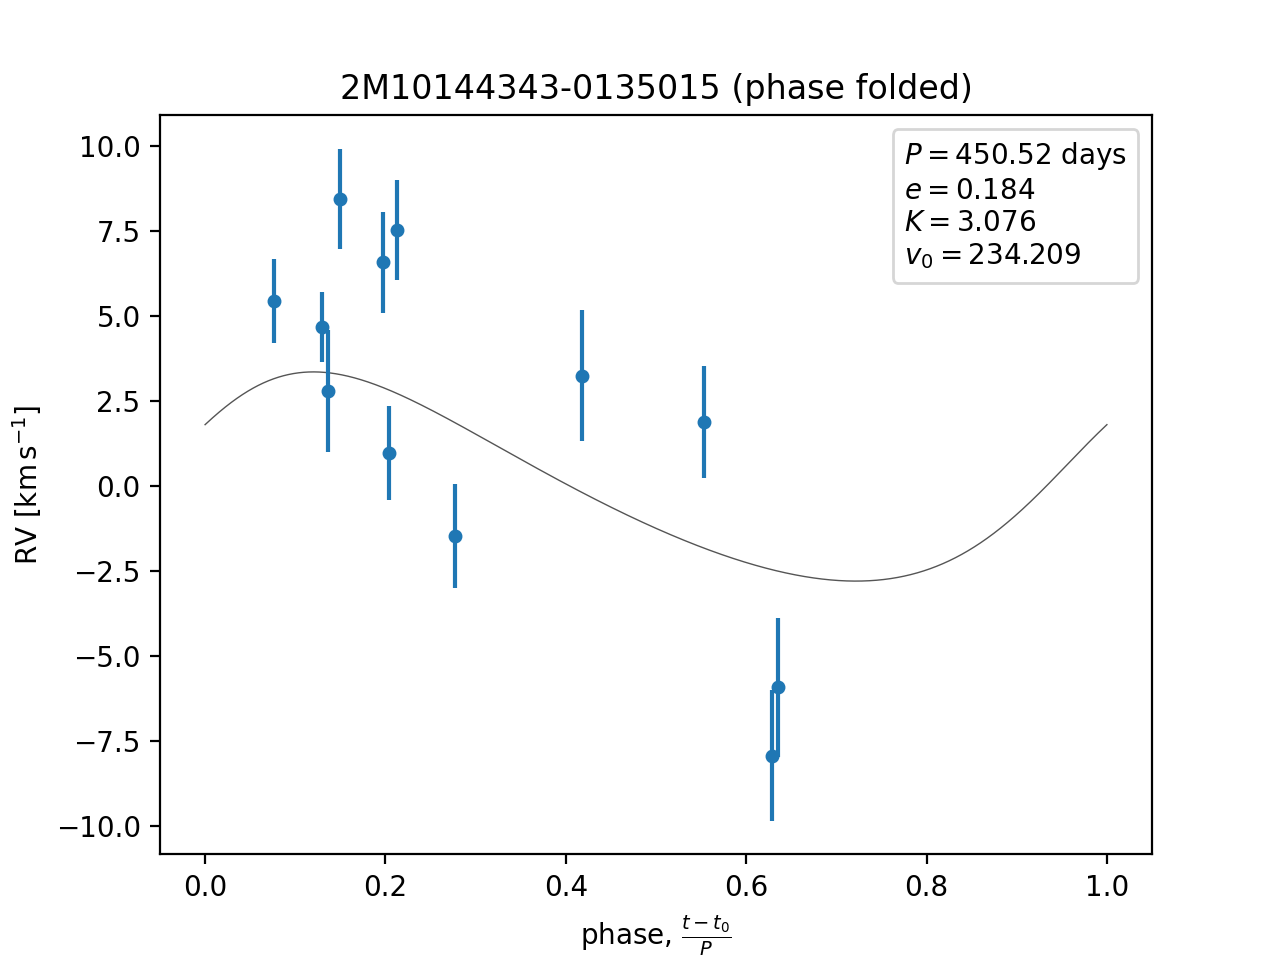 2M10144343-0135015 (phase folded)
P = 450.52 days
e = 0.184
K = 3.076
v₀ = 234.209
RV [km s⁻¹]
10.0
7.5
5.0
2.5
0.0
−2.5
−5.0
−7.5
−10.0
0.0 0.2 0.4 0.6 0.8 1.0
phase, (t − t₀)/P